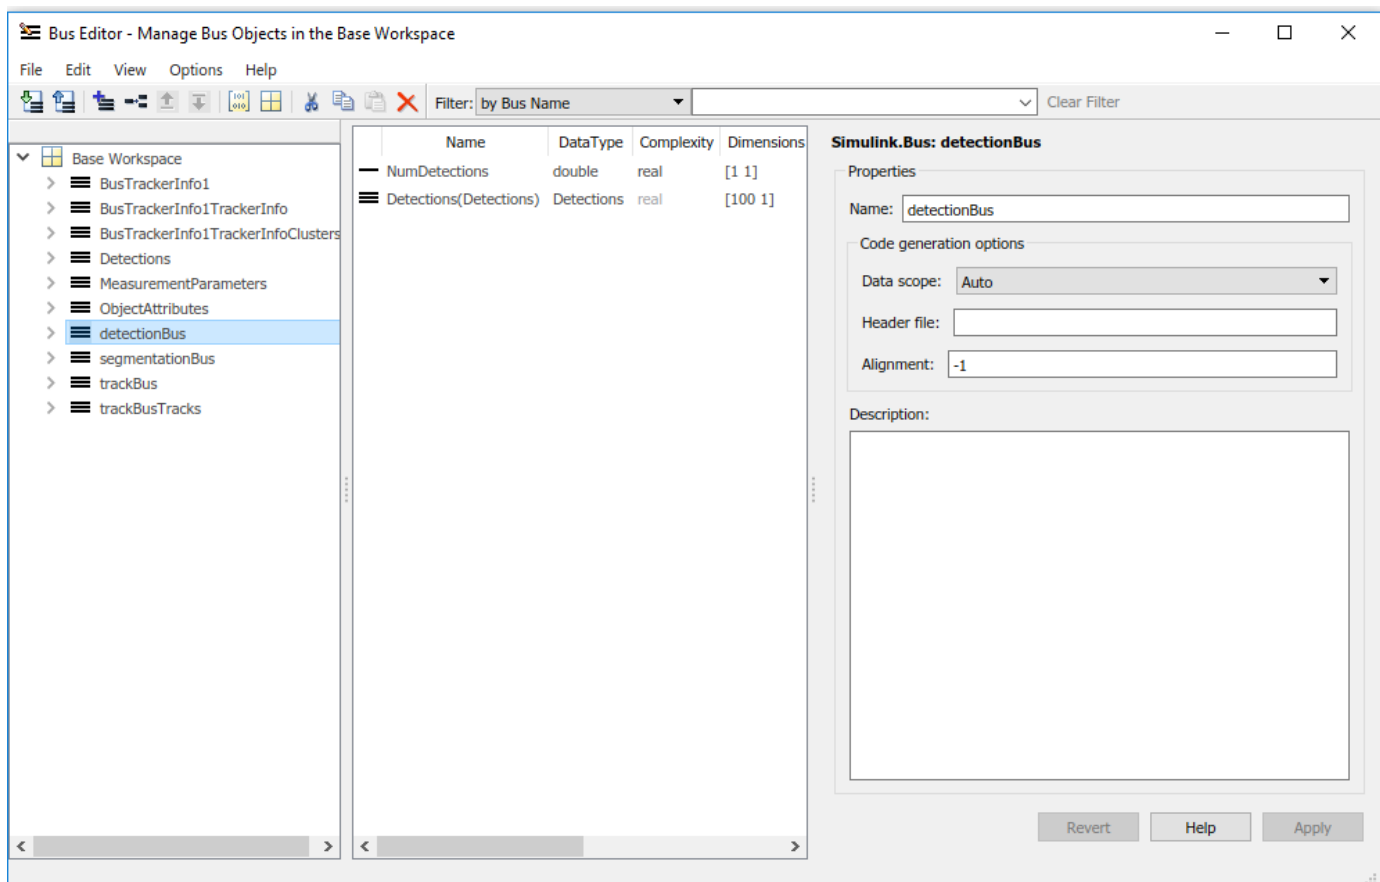 Bus Editor - Manage Bus Objects in the Base Workspace
File Edit View Options Help
Filter: by Bus Name Clear Filter
Base Workspace
BusTrackerInfo1
BusTrackerInfo1TrackerInfo
BusTrackerInfo1TrackerInfoClusters
Detections
MeasurementParameters
ObjectAttributes
detectionBus
segmentationBus
trackBus
trackBusTracks
Name DataType Complexity Dimensions
NumDetections double real [1 1]
Detections(Detections) Detections real [100 1]
Simulink.Bus: detectionBus
Properties
Name: detectionBus
Code generation options
Data scope: Auto
Header file:
Alignment: -1
Description:
Revert Help Apply